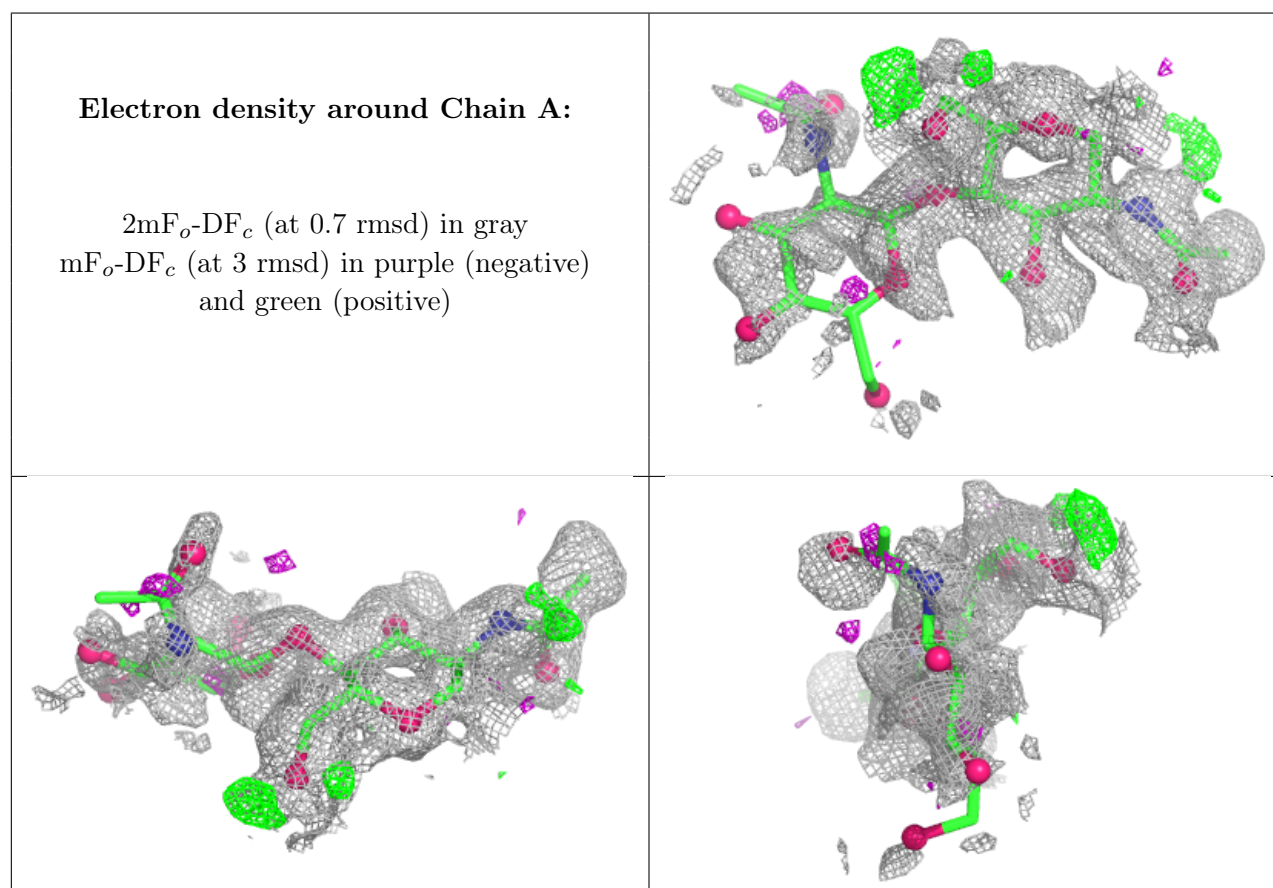 Electron density around Chain A:
2mFₒ-DF𝒸 (at 0.7 rmsd) in gray
mFₒ-DF𝒸 (at 3 rmsd) in purple (negative)
and green (positive)